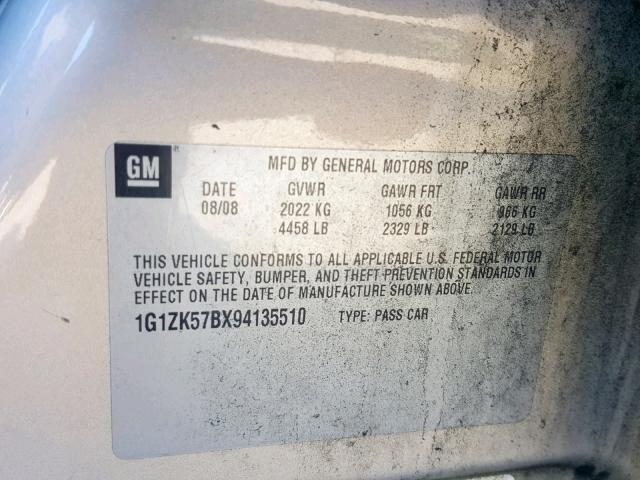 GM
MFD BY GENERAL MOTORS CORP.
DATE GVWR GAWR FRT GAWR RR
08/08 2022 KG 1056 KG 966 KG
4458 LB 2329 LB 2129 LB
THIS VEHICLE CONFORMS TO ALL APPLICABLE U.S. FEDERAL MOTOR
VEHICLE SAFETY, BUMPER, AND THEFT PREVENTION STANDARDS IN
EFFECT ON THE DATE OF MANUFACTURE SHOWN ABOVE.
1G1ZK57BX94135510 TYPE: PASS CAR